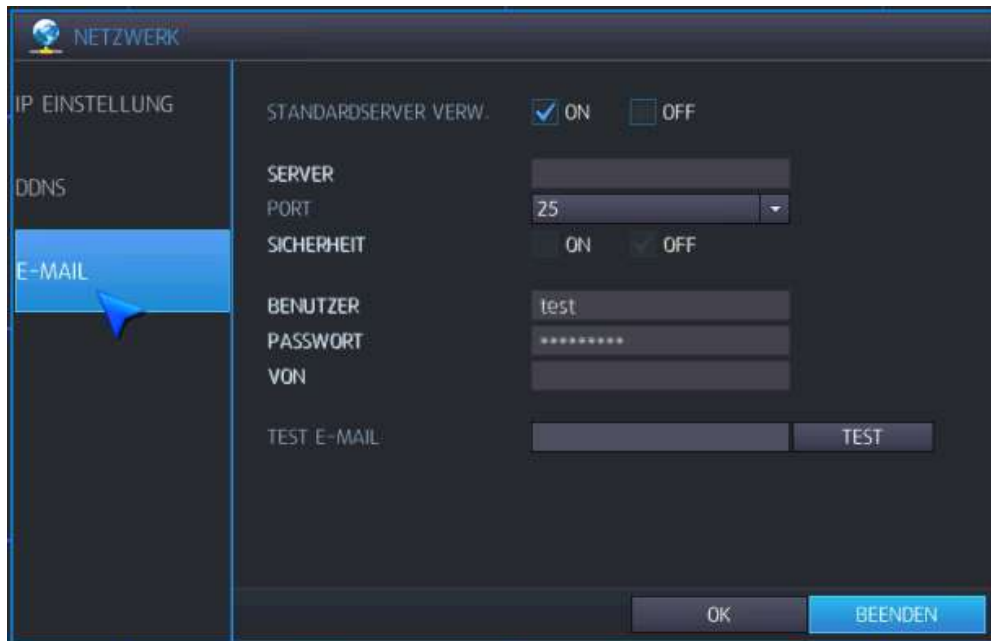 NETZWERK
IP EINSTELLUNG
DDNS
E-MAIL
STANDARDSERVER VERW. ON OFF
SERVER
PORT 25
SICHERHEIT ON OFF
BENUTZER test
PASSWORT *********
VON
TEST E-MAIL TEST
OK BEENDEN